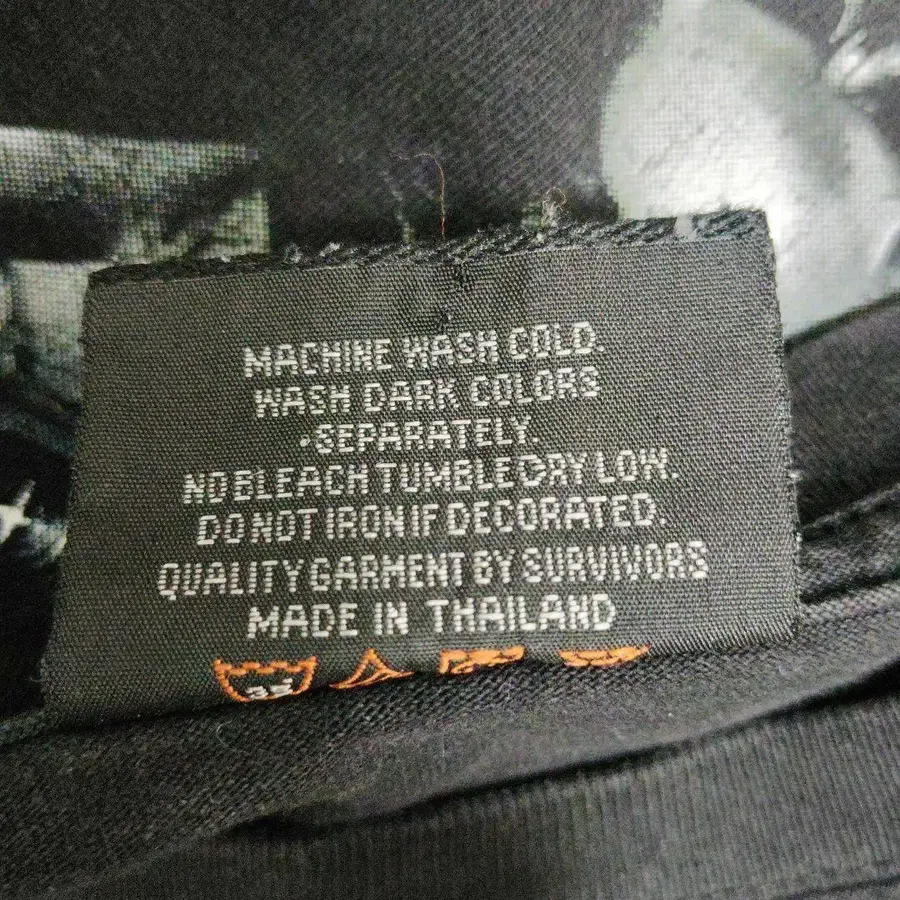 MACHINE WASH COLD.
WASH DARK COLORS
SEPARATELY.
NO BLEACH TUMBLE DRY LOW.
DO NOT IRON IF DECORATED.
QUALITY GARMENT BY SURVIVORS
MADE IN THAILAND
35